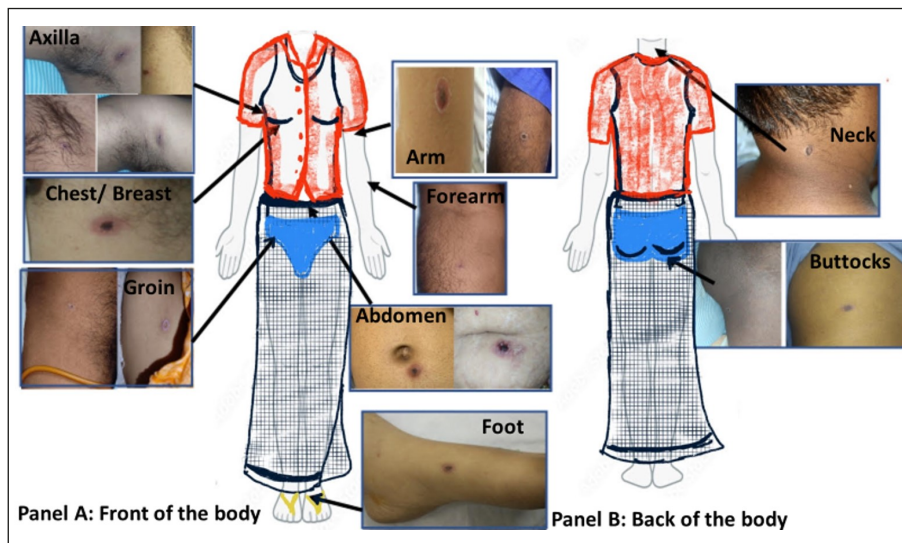 Axilla
Chest/ Breast
Groin
Arm
Forearm
Abdomen
Foot
Panel A: Front of the body
Neck
Buttocks
Panel B: Back of the body